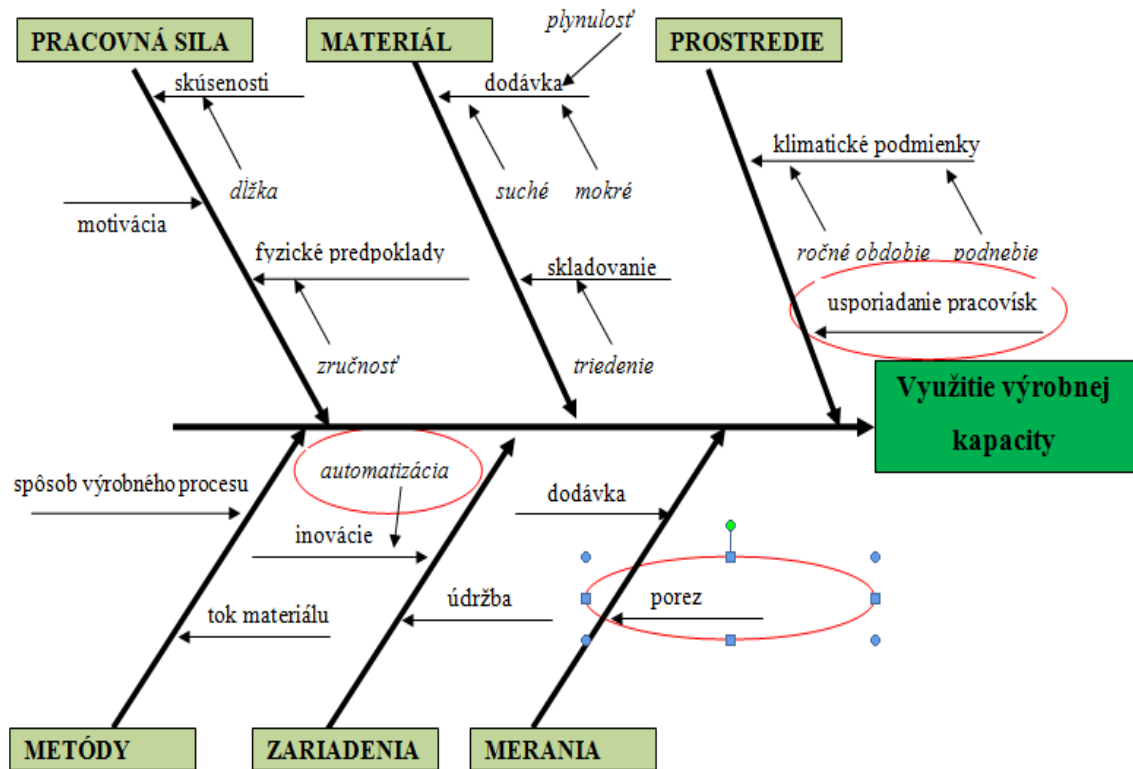 PRACOVNÁ SILA
MATERIÁL
plynulosť
PROSTREDIE
skúsenosti
dodávka
klimatické podmienky
dĺžka
suché
mokré
motivácia
fyzické predpoklady
skladovanie
ročné obdobie
podnebie
usporiadanie pracovísk
zručnosť
triedenie
Využitie výrobnej
kapacity
automatizácia
spôsob výrobného procesu
dodávka
inovácie
údržba
porez
tok materiálu
METÓDY
ZARIADENIA
MERANIA